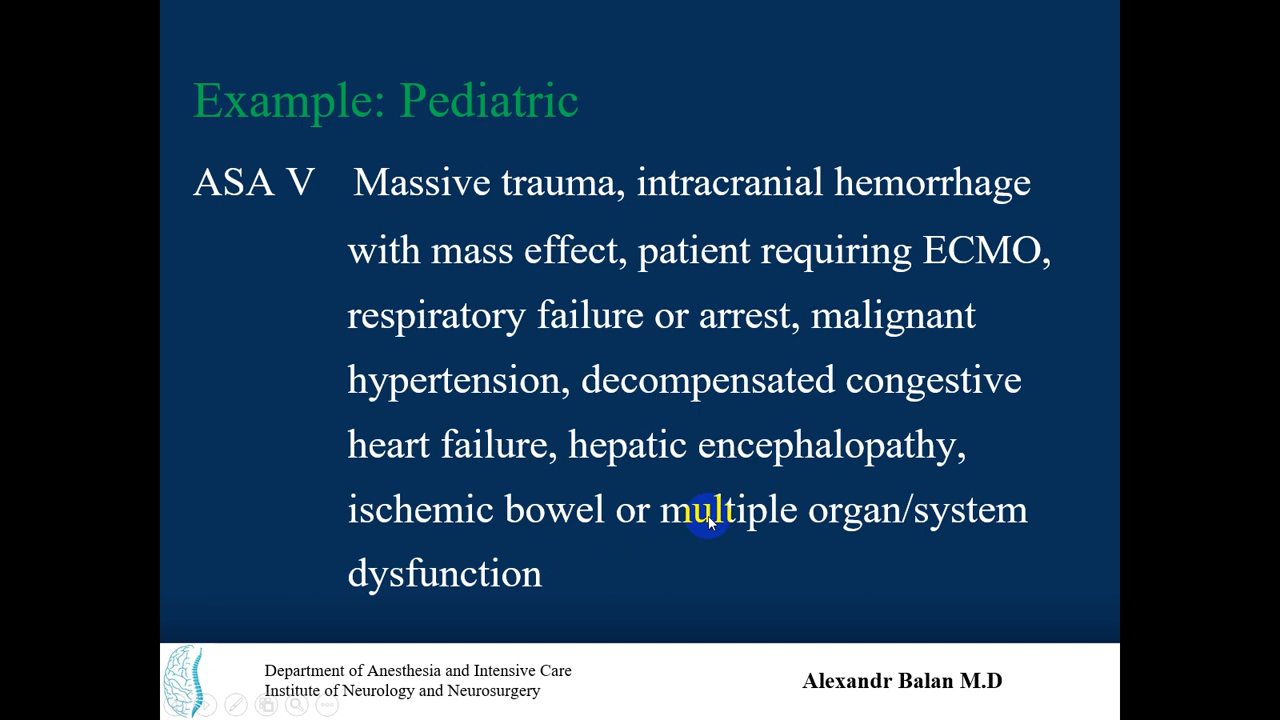 Example: Pediatric
ASA V Massive trauma, intracranial hemorrhage
with mass effect, patient requiring ECMO,
respiratory failure or arrest, malignant
hypertension, decompensated congestive
heart failure, hepatic encephalopathy,
ischemic bowel or multiple organ/system
dysfunction
Department of Anesthesia and Intensive Care
Institute of Neurology and Neurosurgery
Alexandr Balan M.D